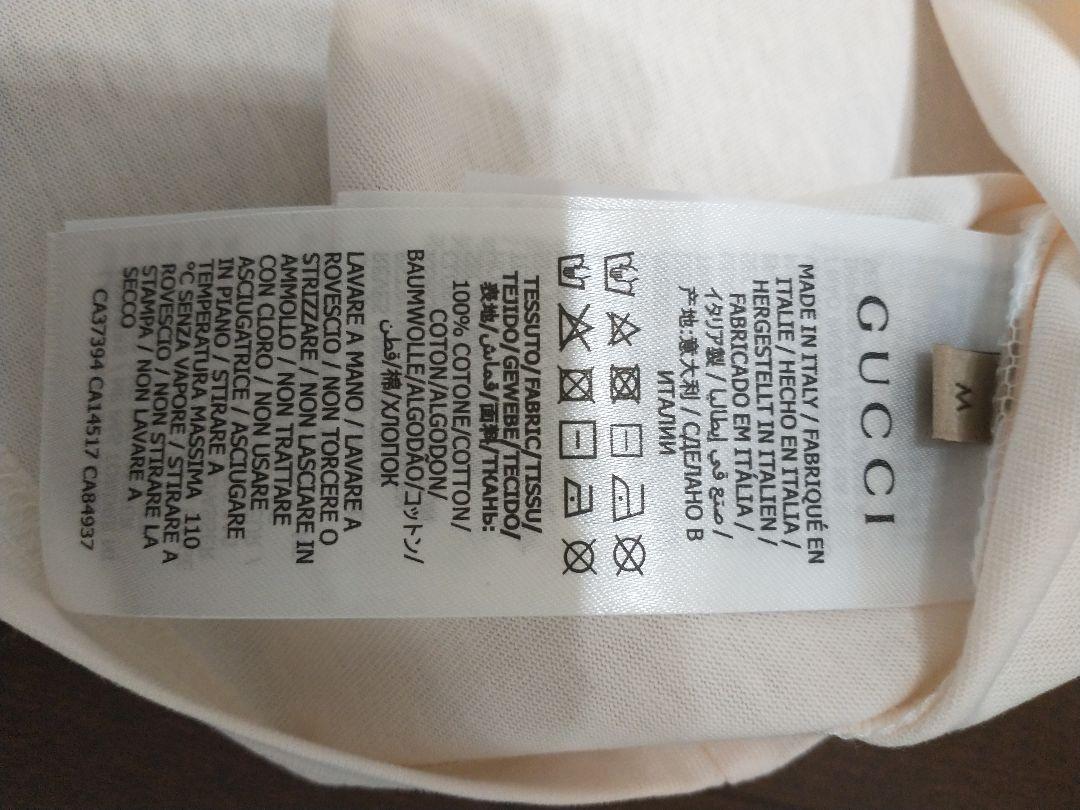 GUCCI
M
MADE IN ITALY / FABRIQUÉ EN
ITALIE / HECHO EN ITALIA /
HERGESTELLT IN ITALIEN /
FABRICADO EM ITÁLIA /
イタリア製 / صنع في إيطاليا /
产地:意大利 / СДЕЛАНО В
ИТАЛИИ
TESSUTO/FABRIC/TISSU/
TEJIDO/GEWEBE/TECIDO/
表地/قماش/面料/ТКАНЬ:
100% COTONE/COTTON/
COTON/ALGODÓN/
BAUMWOLLE/ALGODÃO/コットン/
قطن/棉/ХЛОПОК
LAVARE A MANO / LAVARE A
ROVESCIO / NON TORCERE O
STRIZZARE / NON LASCIARE IN
AMMOLLO / NON TRATTARE
CON CLORO / NON USARE
ASCIUGATRICE / ASCIUGARE
IN PIANO / STIRARE A
TEMPERATURA MASSIMA 110
°C SENZA VAPORE / STIRARE A
ROVESCIO / NON STIRARE LA
STAMPA / NON LAVARE A
SECCO
CA37394 CA14517 CA84937